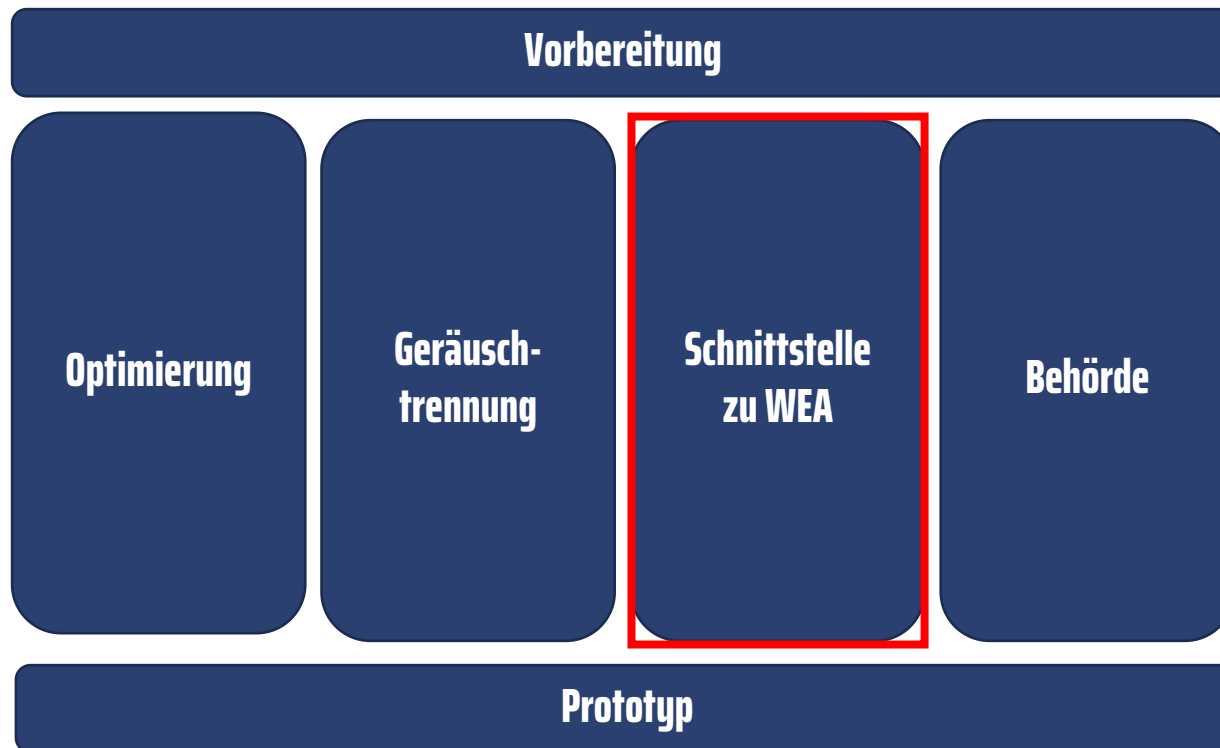 Vorbereitung
Optimierung
Geräusch-
trennung
Schnittstelle
zu WEA
Behörde
Prototyp